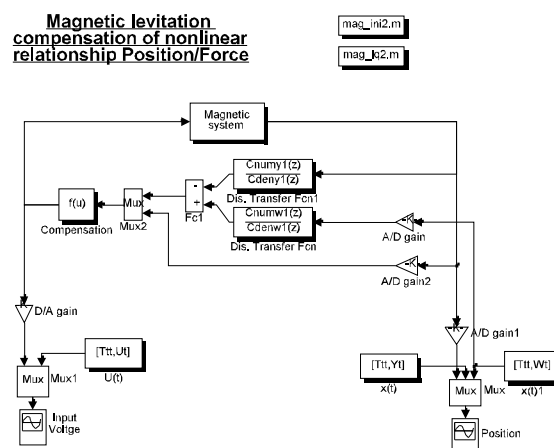 Magnetic levitation
compensation of nonlinear
relationship Position/Force
mag_ini2.m
mag_lq2.m
Magnetic
system
Cnumy1(z)
Cdeny1(z)
Dis. Transfer Fcn1
-
+
Fc1
Cnumw1(z)
Cdenw1(z)
Dis. Transfer Fcn
f(u)
Compensation
Mux
Mux2
-K-
A/D gain
-K-
A/D gain2
D/A gain
-K-
A/D gain1
[Ttt,Ut]
U(t)
Mux
Mux1
Input
Voltge
[Ttt,Yt]
x(t)
[Ttt,Wt]
x(t)1
Mux
Mux
Position